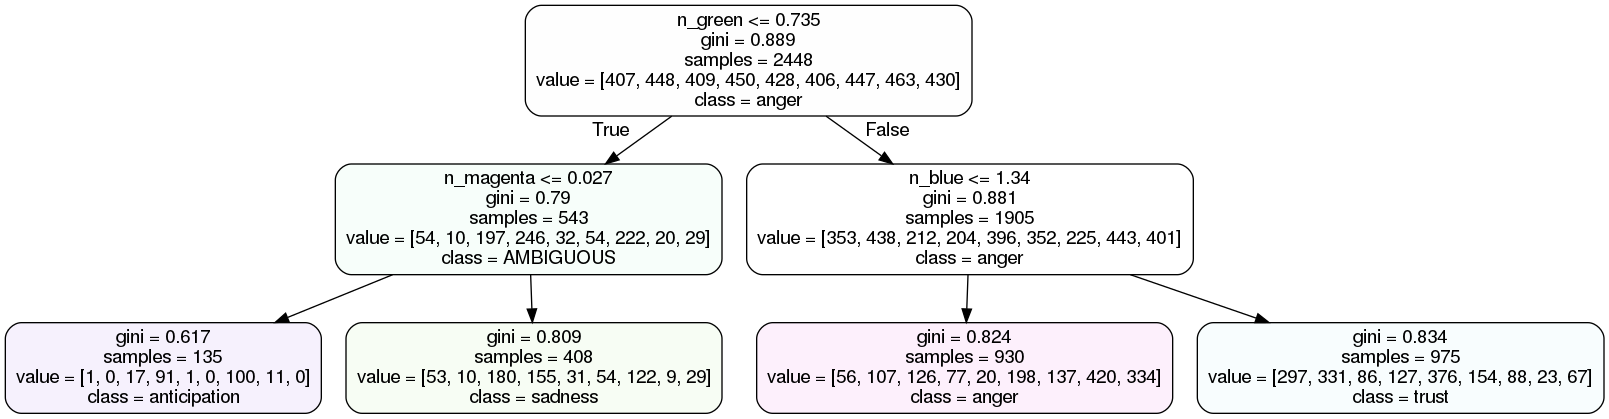 n_green <= 0.735
gini = 0.889
samples = 2448
value = [407, 448, 409, 450, 428, 406, 447, 463, 430]
class = anger
True
False
n_magenta <= 0.027
gini = 0.79
samples = 543
value = [54, 10, 197, 246, 32, 54, 222, 20, 29]
class = AMBIGUOUS
n_blue <= 1.34
gini = 0.881
samples = 1905
value = [353, 438, 212, 204, 396, 352, 225, 443, 401]
class = anger
gini = 0.617
samples = 135
value = [1, 0, 17, 91, 1, 0, 100, 11, 0]
class = anticipation
gini = 0.809
samples = 408
value = [53, 10, 180, 155, 31, 54, 122, 9, 29]
class = sadness
gini = 0.824
samples = 930
value = [56, 107, 126, 77, 20, 198, 137, 420, 334]
class = anger
gini = 0.834
samples = 975
value = [297, 331, 86, 127, 376, 154, 88, 23, 67]
class = trust